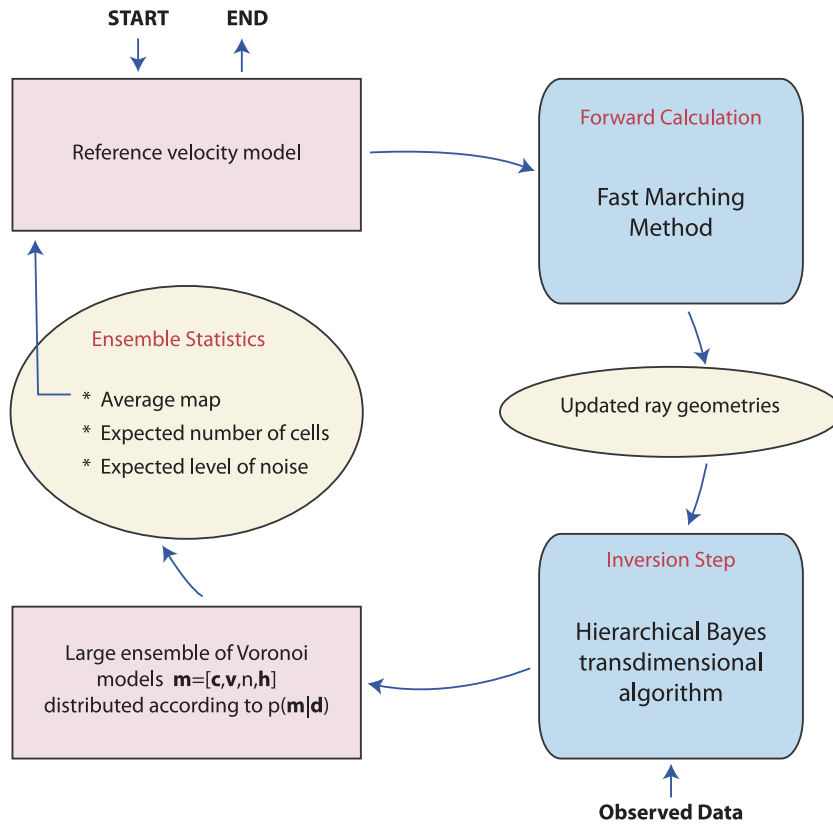 START
END
Reference velocity model
Forward Calculation
Fast Marching
Method
Updated ray geometries
Inversion Step
Hierarchical Bayes
transdimensional
algorithm
Observed Data
Large ensemble of Voronoi
models m=[c,v,n,h]
distributed according to p(m|d)
Ensemble Statistics
* Average map
* Expected number of cells
* Expected level of noise